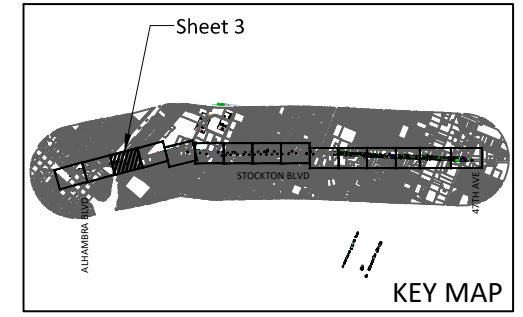 Sheet 3
STOCKTON BLVD
ALHAMBRA BLVD
47TH AVE
KEY MAP